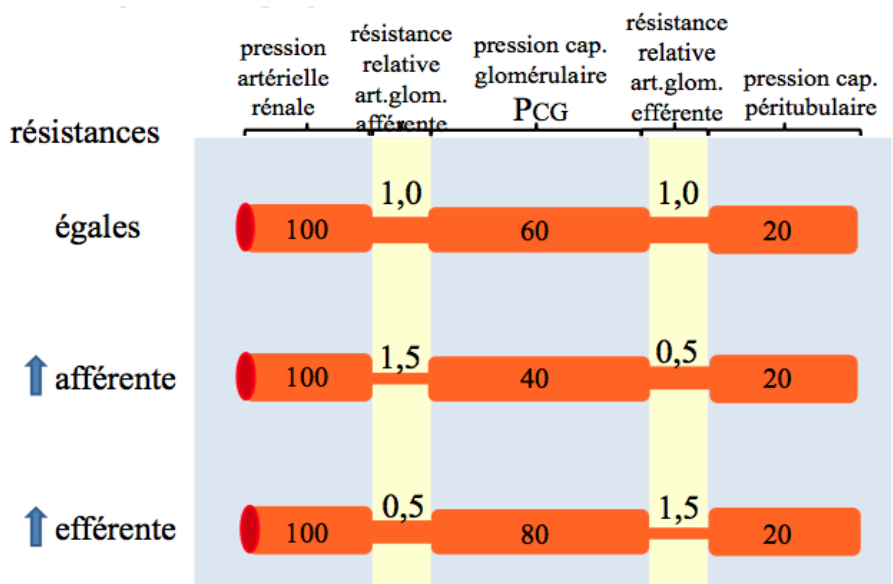 pression
artérielle
rénale
résistance
relative
art.glom.
afférente
pression cap.
glomérulaire
PCG
résistance
relative
art.glom.
efférente
pression cap.
péritubulaire
résistances
égales
1,0
1,0
100
60
20
afférente
1,5
0,5
100
40
20
efférente
0,5
1,5
100
80
20